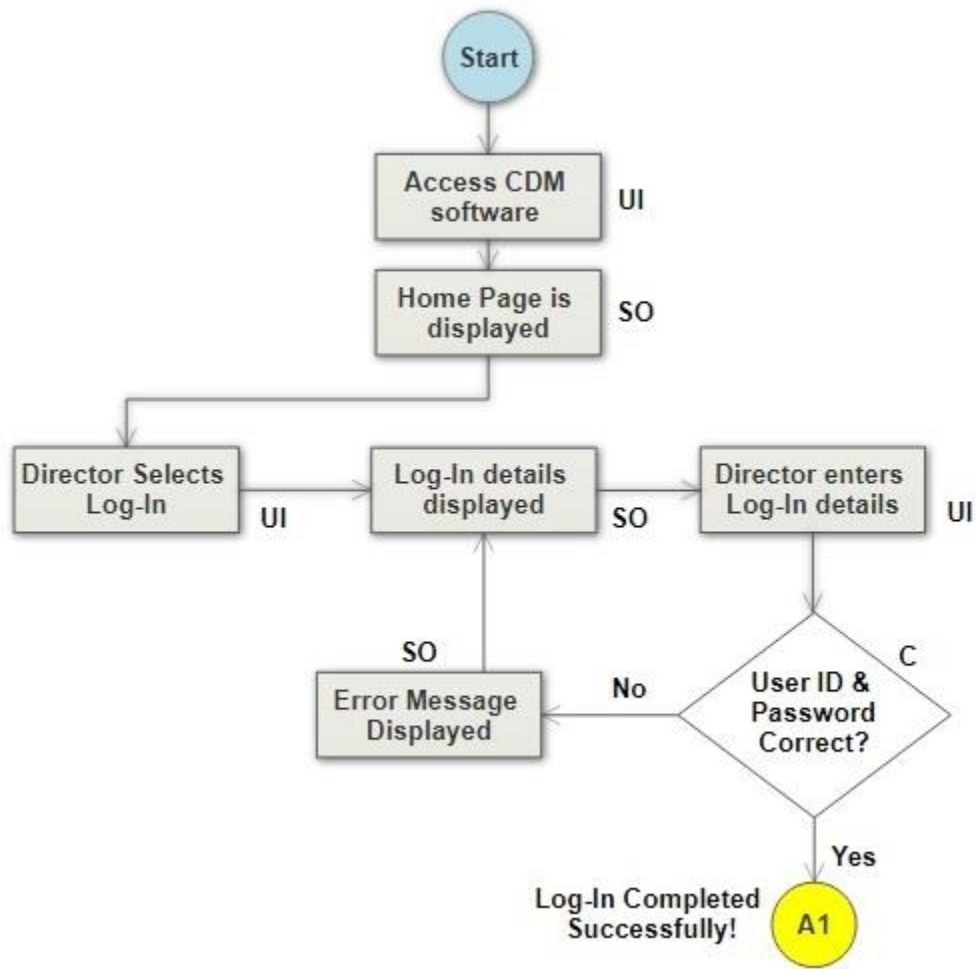 Start
Access CDM
software
UI
Home Page is
displayed
SO
Director Selects
Log-In
UI
Log-In details
displayed
SO
Director enters
Log-In details
UI
C
User ID &
Password
Correct?
No
SO
Error Message
Displayed
Yes
Log-In Completed
Successfully!
A1